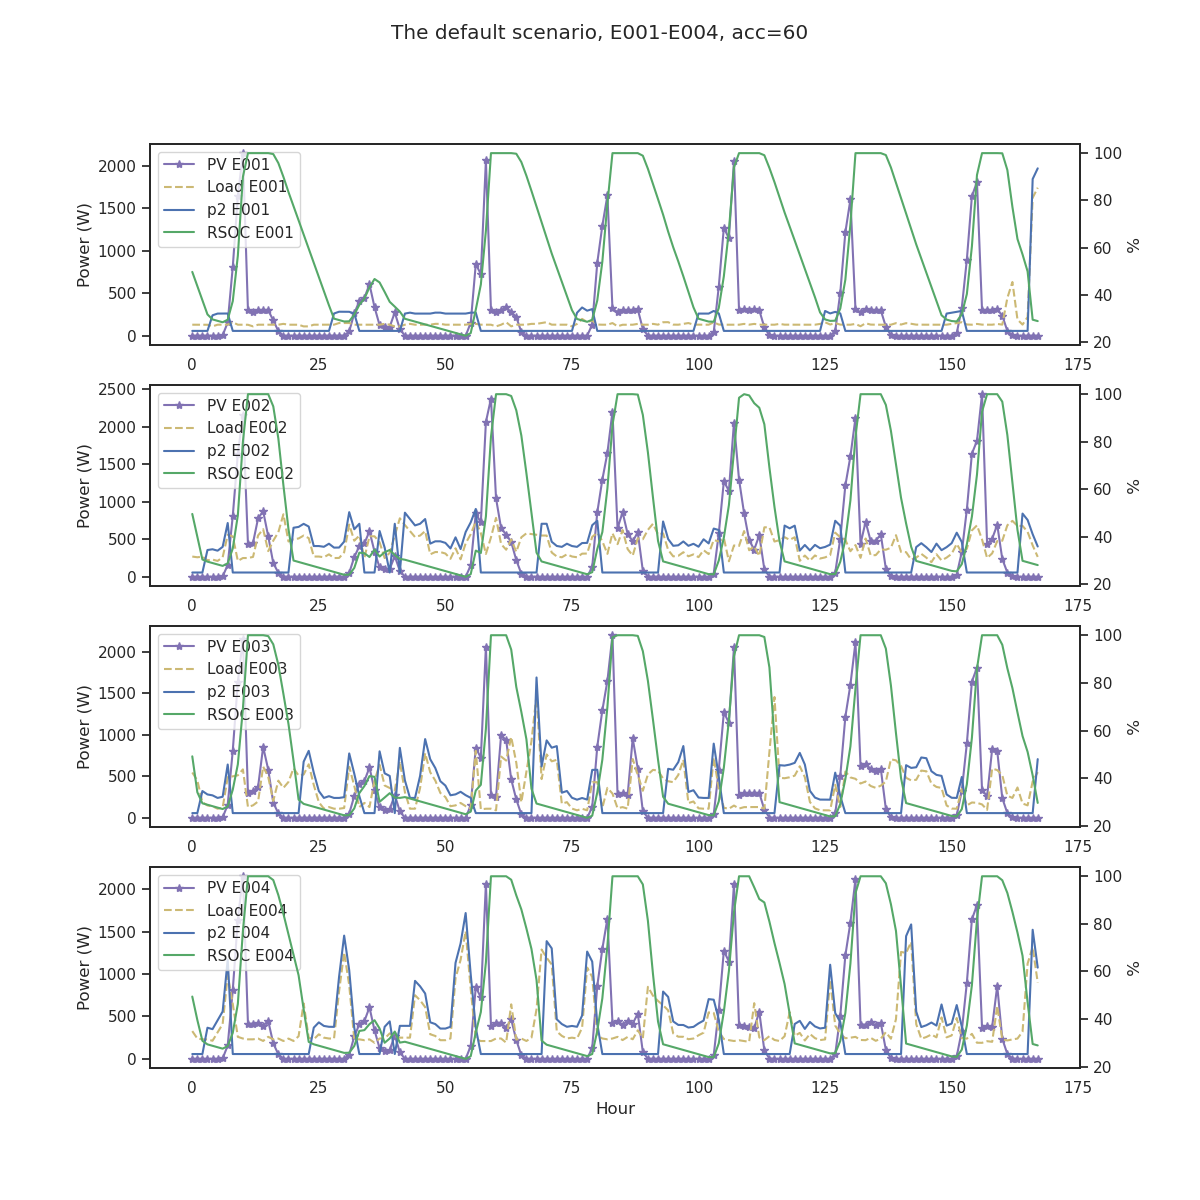 The default scenario, E001-E004, acc=60
2000
1500
1000
500
0
Power (W)
PV E001
Load E001
p2 E001
RSOC E001
100
80
60
40
20
%
0 25 50 75 100 125 150 175
2500
2000
1500
1000
500
0
Power (W)
PV E002
Load E002
p2 E002
RSOC E002
100
80
60
40
20
%
0 25 50 75 100 125 150 175
2000
1500
1000
500
0
Power (W)
PV E003
Load E003
p2 E003
RSOC E003
100
80
60
40
20
%
0 25 50 75 100 125 150 175
2000
1500
1000
500
0
Power (W)
PV E004
Load E004
p2 E004
RSOC E004
100
80
60
40
20
%
0 25 50 75 100 125 150 175
Hour